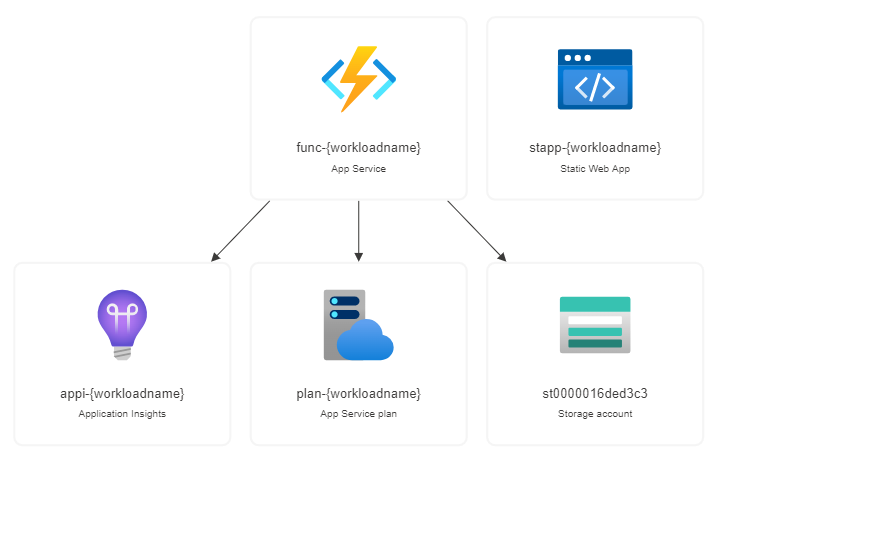 func-{workloadname}
App Service
stapp-{workloadname}
Static Web App
appi-{workloadname}
Application Insights
plan-{workloadname}
App Service plan
st0000016ded3c3
Storage account